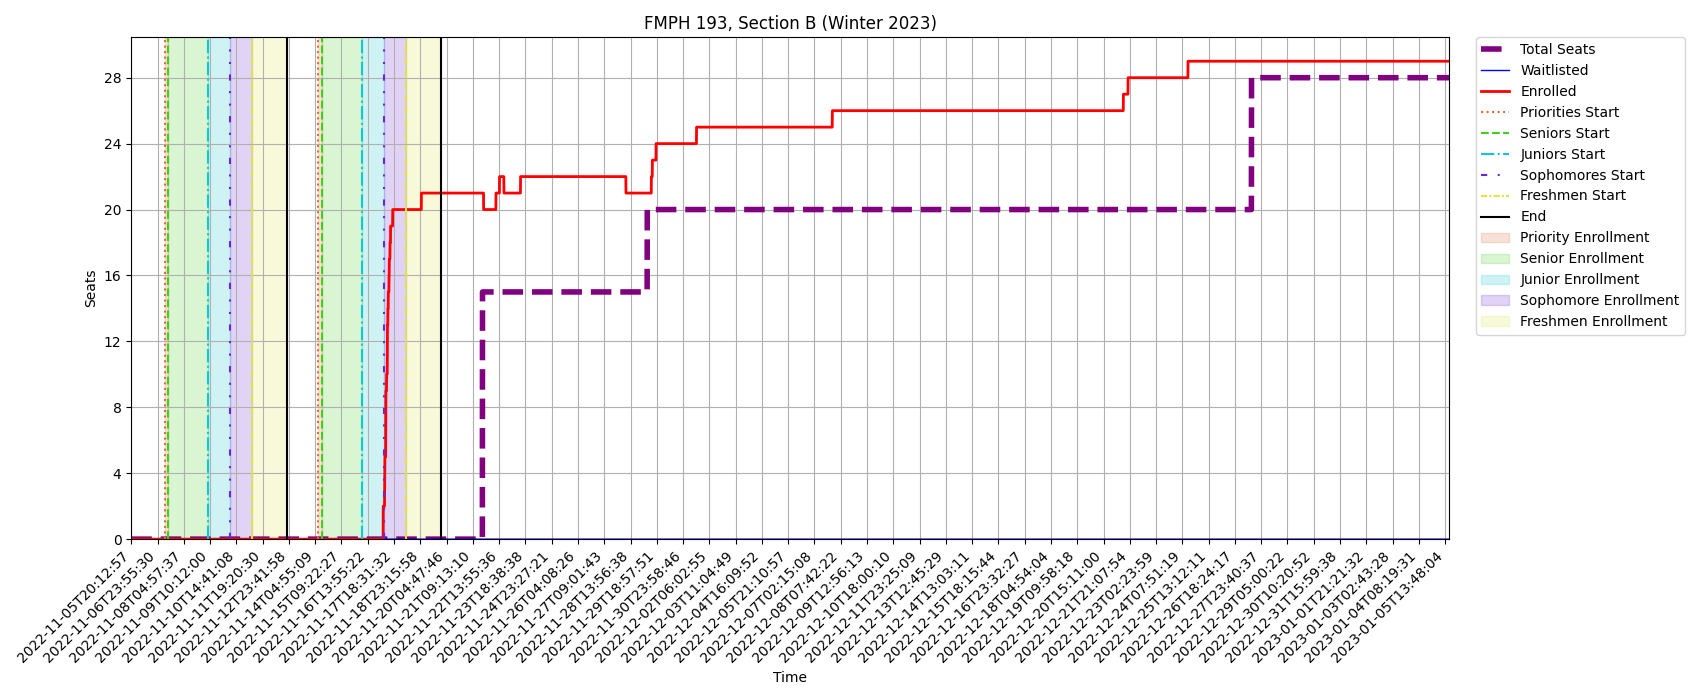 FMPH 193, Section B (Winter 2023)
Seats
28
24
20
16
12
8
4
0
2022-11-05T20:12:57
2022-11-06T23:55:30
2022-11-08T04:57:37
2022-11-09T10:12:00
2022-11-10T14:41:08
2022-11-11T19:20:30
2022-11-12T23:41:58
2022-11-14T04:55:09
2022-11-15T09:22:27
2022-11-16T13:55:22
2022-11-17T18:31:32
2022-11-18T23:15:58
2022-11-20T04:47:46
2022-11-21T09:13:10
2022-11-22T13:55:36
2022-11-23T18:38:38
2022-11-24T23:27:21
2022-11-26T04:08:26
2022-11-27T09:01:43
2022-11-28T13:56:38
2022-11-29T18:57:51
2022-11-30T23:58:46
2022-12-02T06:02:55
2022-12-03T11:04:49
2022-12-04T16:09:52
2022-12-05T21:10:57
2022-12-07T02:15:08
2022-12-08T07:42:22
2022-12-09T12:56:13
2022-12-10T18:00:10
2022-12-11T23:25:09
2022-12-13T12:45:29
2022-12-14T13:03:11
2022-12-15T18:15:44
2022-12-16T23:32:27
2022-12-18T04:54:04
2022-12-19T09:58:18
2022-12-20T15:11:00
2022-12-21T21:07:54
2022-12-23T02:23:59
2022-12-24T07:51:19
2022-12-25T13:12:11
2022-12-26T18:24:17
2022-12-27T23:40:37
2022-12-29T05:00:22
2022-12-30T10:20:52
2022-12-31T15:59:38
2023-01-01T21:21:32
2023-01-03T02:43:28
2023-01-04T08:19:31
2023-01-05T13:48:04
Time
Total Seats
Waitlisted
Enrolled
Priorities Start
Seniors Start
Juniors Start
Sophomores Start
Freshmen Start
End
Priority Enrollment
Senior Enrollment
Junior Enrollment
Sophomore Enrollment
Freshmen Enrollment